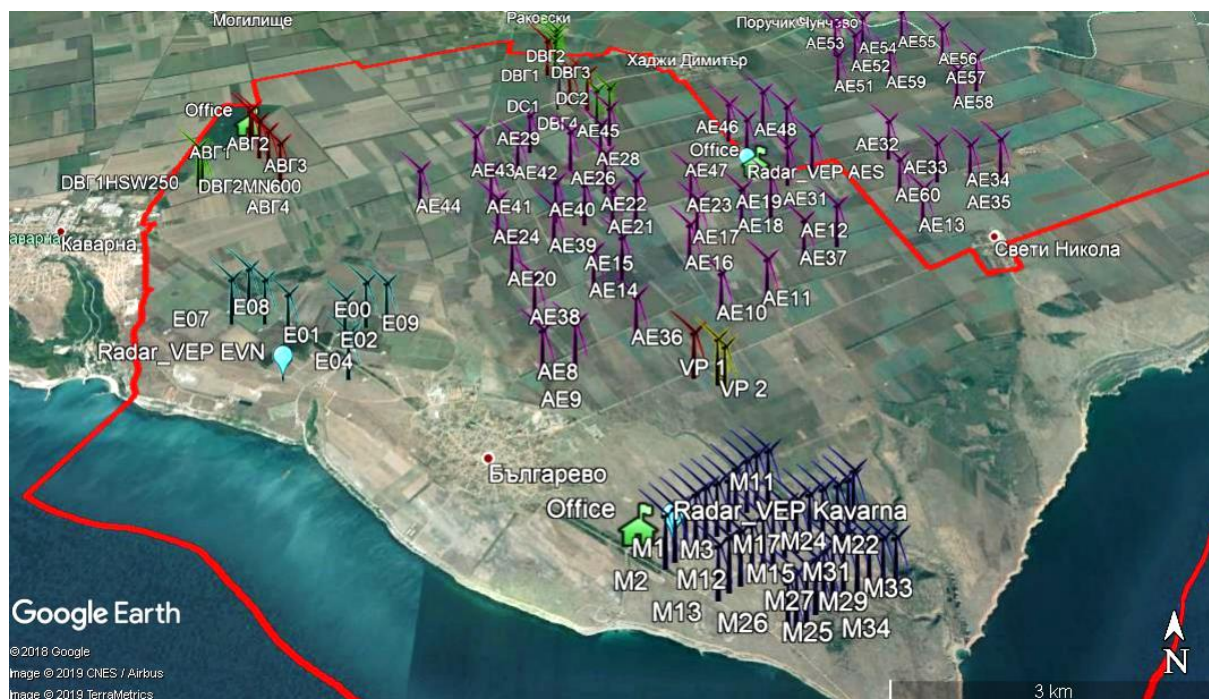 Могилище
Раковски
Поручик Чунчево
AE53
AE54
AE55
AE52
AE56
AE57
AE51
AE59
AE58
ДВГ2
ДВГ1
ДВГ3
Хаджи Димитър
Office
DC1
DC2
ДВГ4
AE45
AE46
AE48
AE32
AE33
AE34
АВГ1
АВГ2
АВГ3
АВГ4
DBГ1HSW250
DBГ2MN600
AE29
AE28
Office
Radar_VEP AES
AE43
AE42
AE26
AE47
AE44
AE41
AE40
AE22
AE23
AE19
AE31
AE60
AE35
AE21
AE18
AE12
AE13
Каварна
AE24
AE39
AE17
AE37
Свети Никола
AE15
AE16
AE20
AE14
AE11
AE10
E07
E08
E00
E09
E01
E02
AE38
AE36
Radar_VEP EVN
E04
VP 1
AE8
VP 2
AE9
Българево
M11
Office
Radar_VEP Kavarna
M1
M3
M17
M24
M22
M2
M12
M15
M31
M33
M13
M27
M29
M26
M25
M34
Google Earth
N
©2018 Google
Image © 2019 CNES / Airbus
Image © 2019 TerraMetrics
3 km